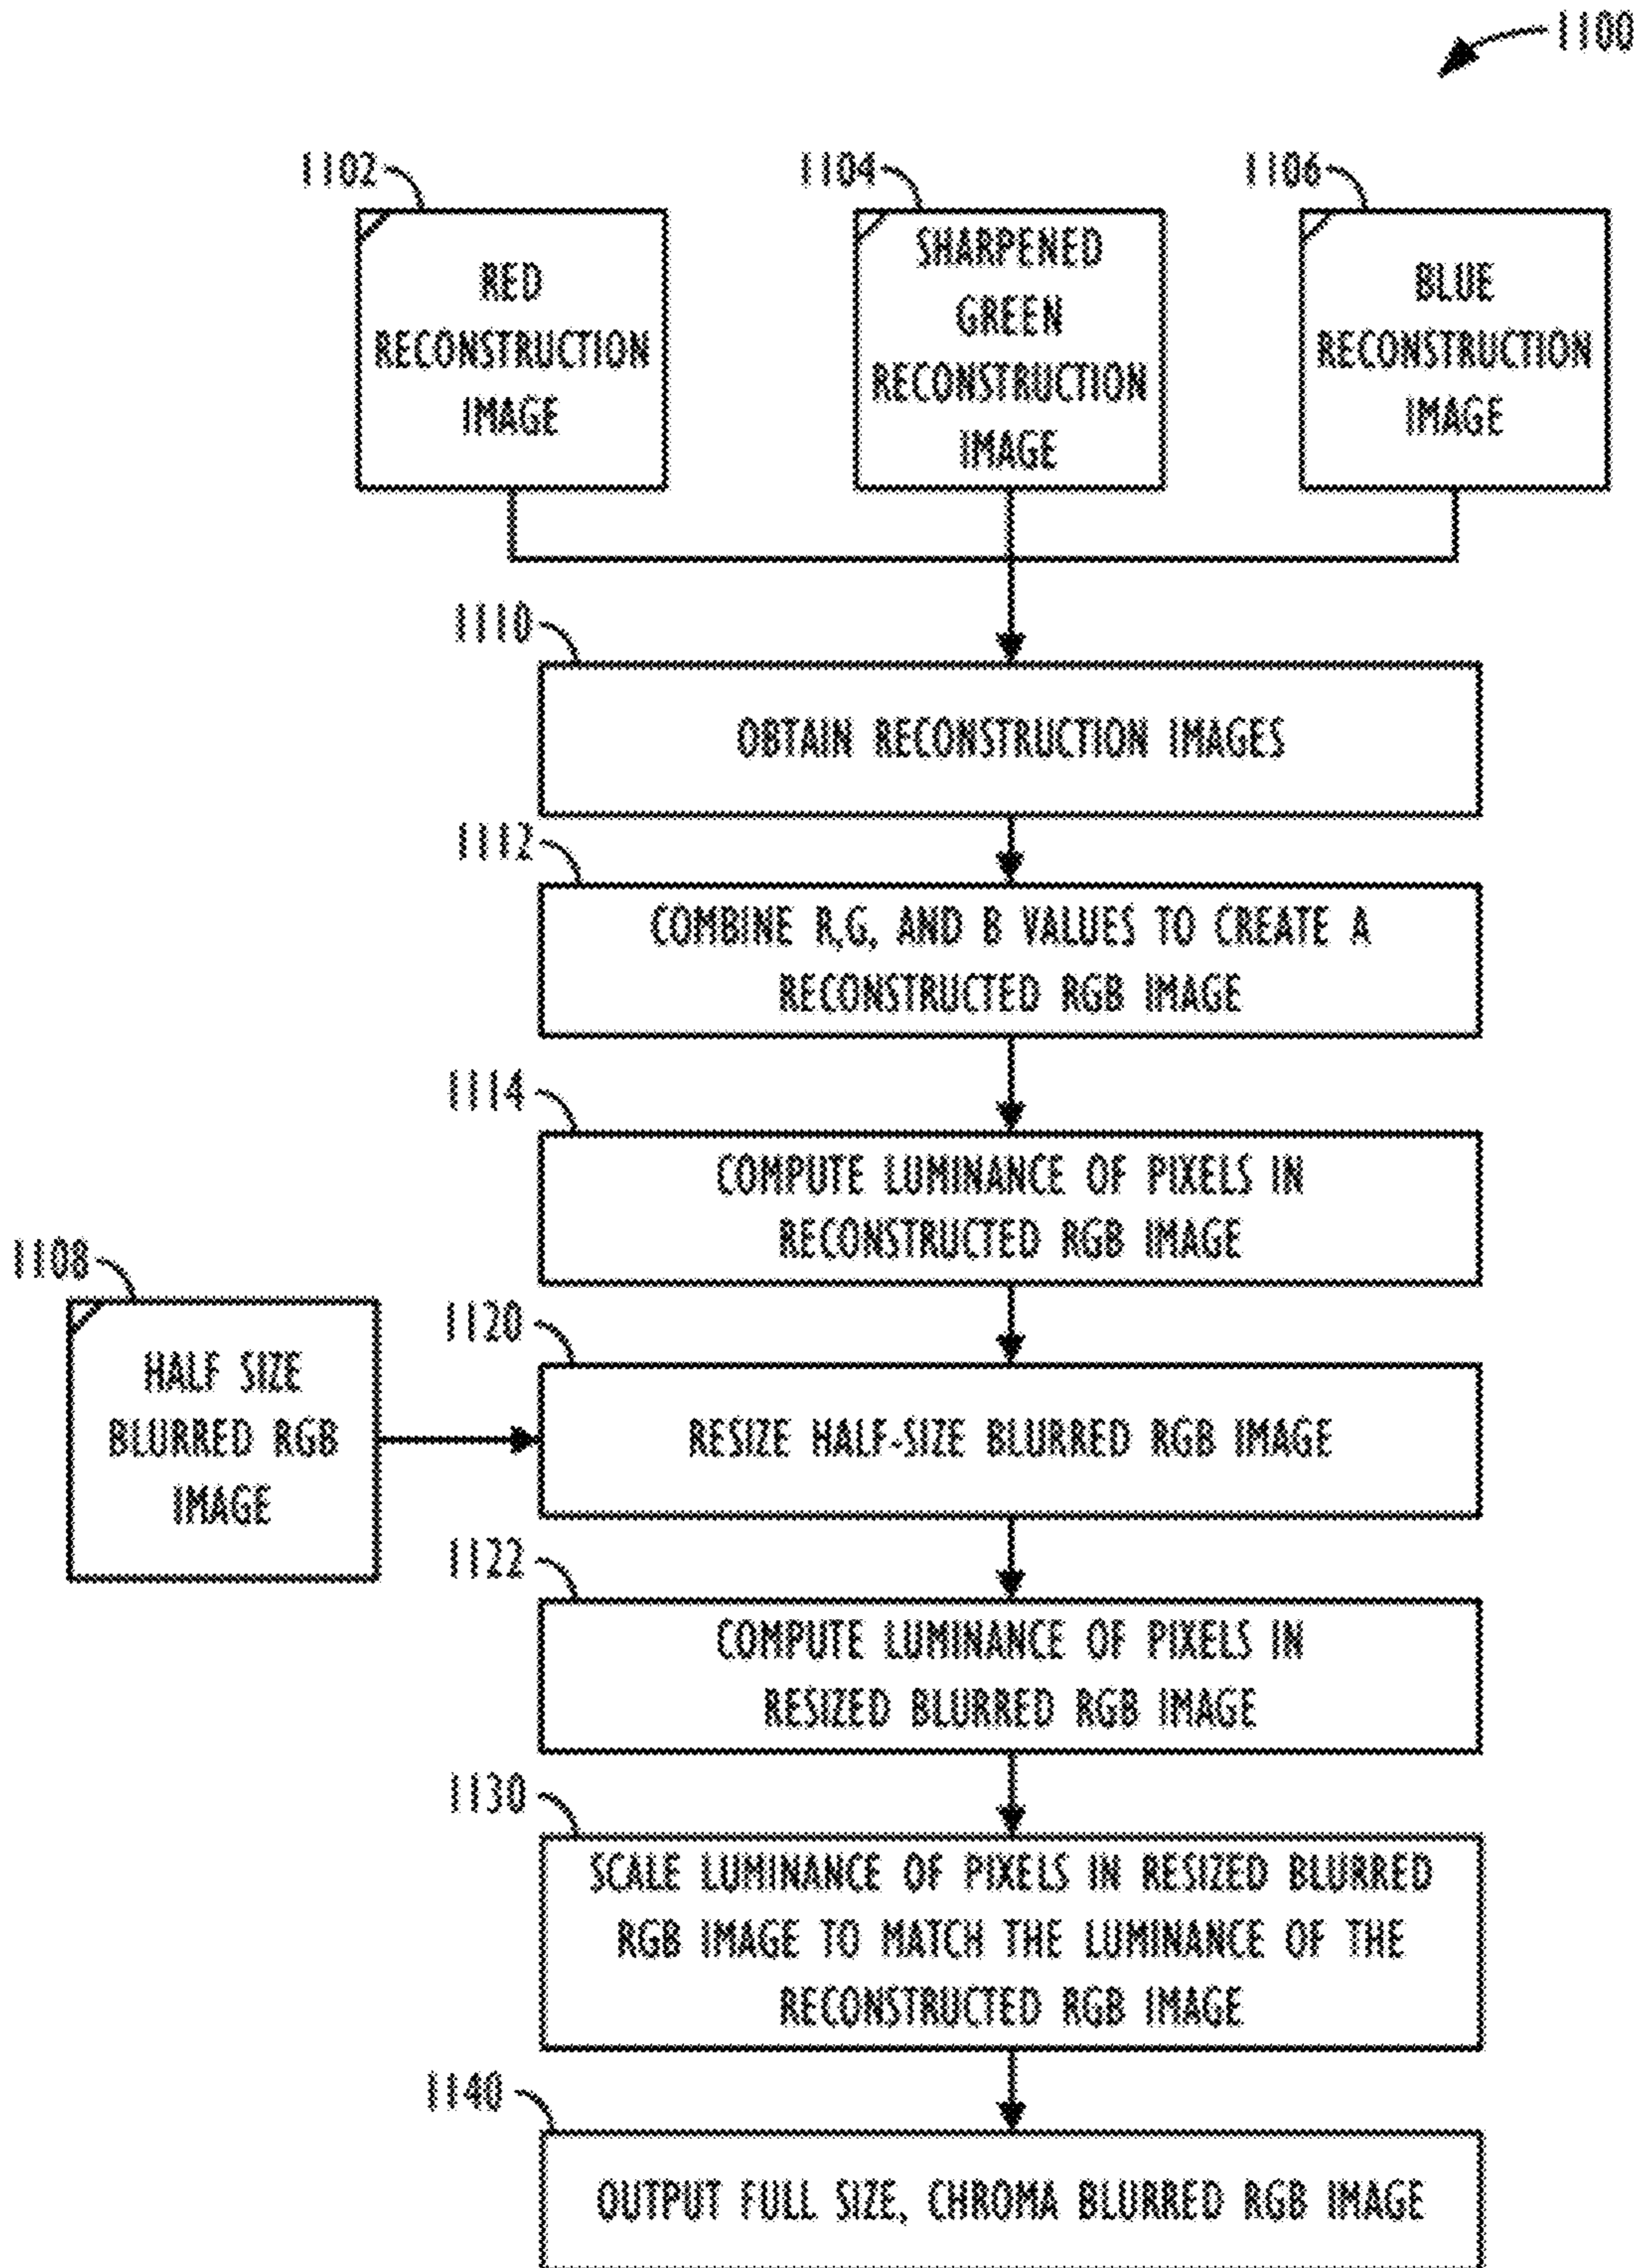 1100
1102
1104
1106
RED
RECONSTRUCTION
IMAGE
SHARPENED
GREEN
RECONSTRUCTION
IMAGE
BLUE
RECONSTRUCTION
IMAGE
1110
OBTAIN RECONSTRUCTION IMAGES
1112
COMBINE R,G, AND B VALUES TO CREATE A
RECONSTRUCTED RGB IMAGE
1114
COMPUTE LUMINANCE OF PIXELS IN
RECONSTRUCTED RGB IMAGE
1108
HALF SIZE
BLURRED RGB
IMAGE
1120
RESIZE HALF-SIZE BLURRED RGB IMAGE
1122
COMPUTE LUMINANCE OF PIXELS IN
RESIZED BLURRED RGB IMAGE
1130
SCALE LUMINANCE OF PIXELS IN RESIZED BLURRED
RGB IMAGE TO MATCH THE LUMINANCE OF THE
RECONSTRUCTED RGB IMAGE
1140
OUTPUT FULL SIZE, CHROMA BLURRED RGB IMAGE